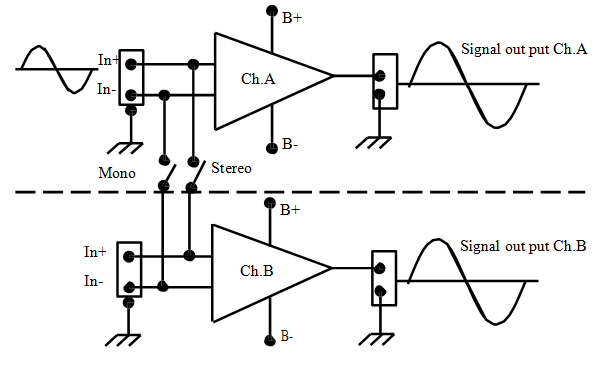 B+
Signal out put Ch.A
In+
Ch.A
In-
B-
Mono
Stereo
B+
Signal out put Ch.B
In+
Ch.B
In-
B-